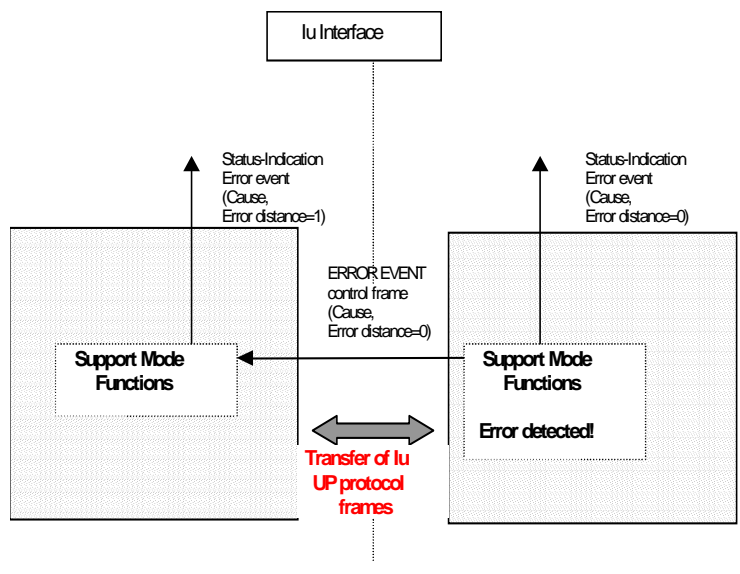 Iu Interface
Status-Indication
Error event
(Cause,
Error distance=1)
Status-Indication
Error event
(Cause,
Error distance=0)
ERROR EVENT
control frame
(Cause,
Error distance=0)
Support Mode
Functions
Support Mode
Functions
Error detected!
Transfer of Iu
UP protocol
frames